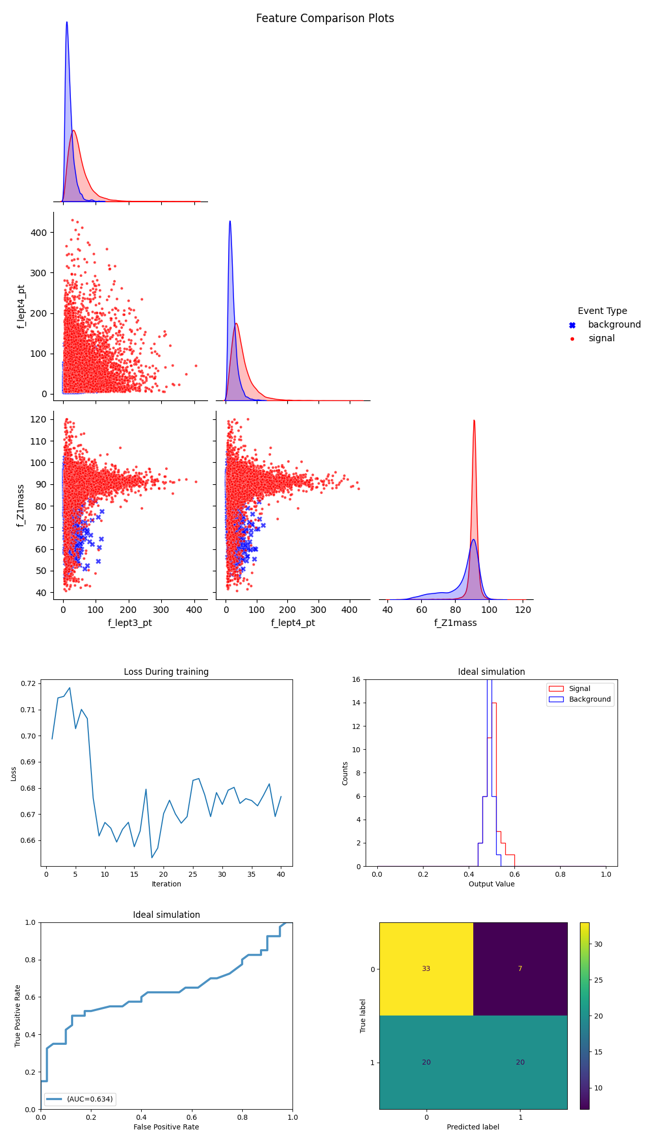 Feature Comparison Plots
400
300
200
100
0
f_lept4_pt
Event Type
background
signal
120
110
100
90
80
70
60
50
40
f_Z1mass
0 100 200 300 400
f_lept3_pt
0 100 200 300 400
f_lept4_pt
40 60 80 100 120
f_Z1mass
Loss During training
0.72
0.71
0.70
0.69
0.68
0.67
0.66
Loss
0 5 10 15 20 25 30 35 40
Iteration
Ideal simulation
Signal
Background
16
14
12
10
8
6
4
2
0
Counts
0.0 0.2 0.4 0.6 0.8 1.0
Output Value
Ideal simulation
1.0
0.8
0.6
0.4
0.2
0.0
True Positive Rate
(AUC=0.634)
0.0 0.2 0.4 0.6 0.8 1.0
False Positive Rate
0
1
True label
33 7
20 20
0 1
Predicted label
30
25
20
15
10